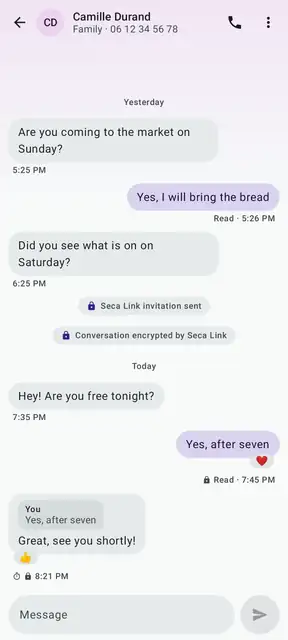 CD
Camille Durand
Family · 06 12 34 56 78
Yesterday
Are you coming to the market on
Sunday?
5:25 PM
Yes, I will bring the bread
Read · 5:26 PM
Did you see what is on on
Saturday?
6:25 PM
Seca Link invitation sent
Conversation encrypted by Seca Link
Today
Hey! Are you free tonight?
7:35 PM
Yes, after seven
Read · 7:45 PM
You
Yes, after seven
Great, see you shortly!
8:21 PM
Message